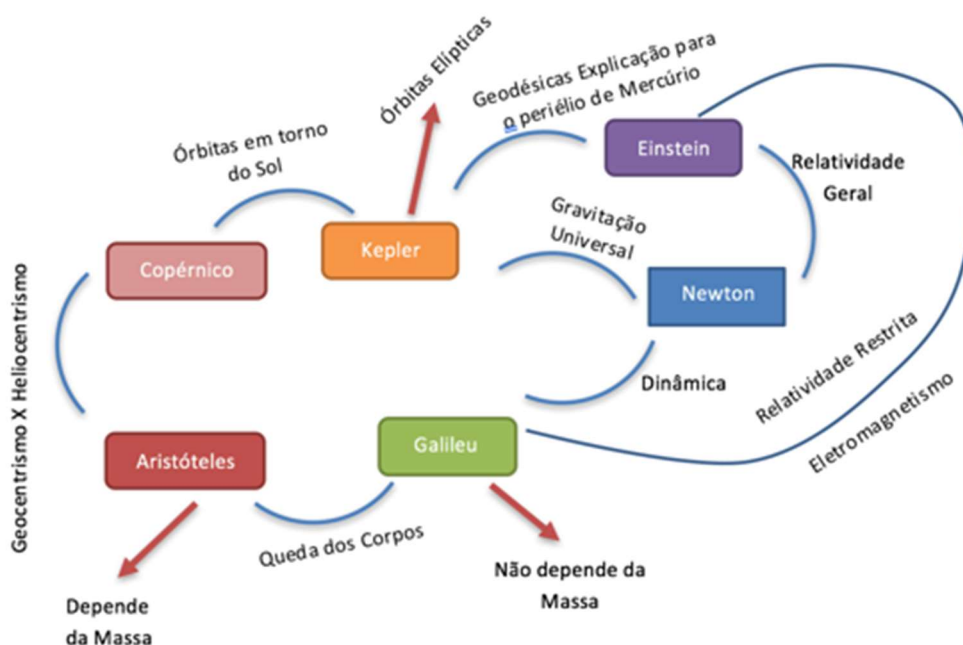 Órbitas Elípticas
Geodésicas Explicação para
o periélio de Mercúrio
Einstein
Órbitas em torno
do Sol
Relatividade
Geral
Kepler
Gravitação
Universal
Copérnico
Newton
Geocentrismo X Heliocentrismo
Dinâmica
Relatividade Restrita
Eletromagnetismo
Aristóteles
Galileu
Queda dos Corpos
Não depende da
Massa
Depende
da Massa